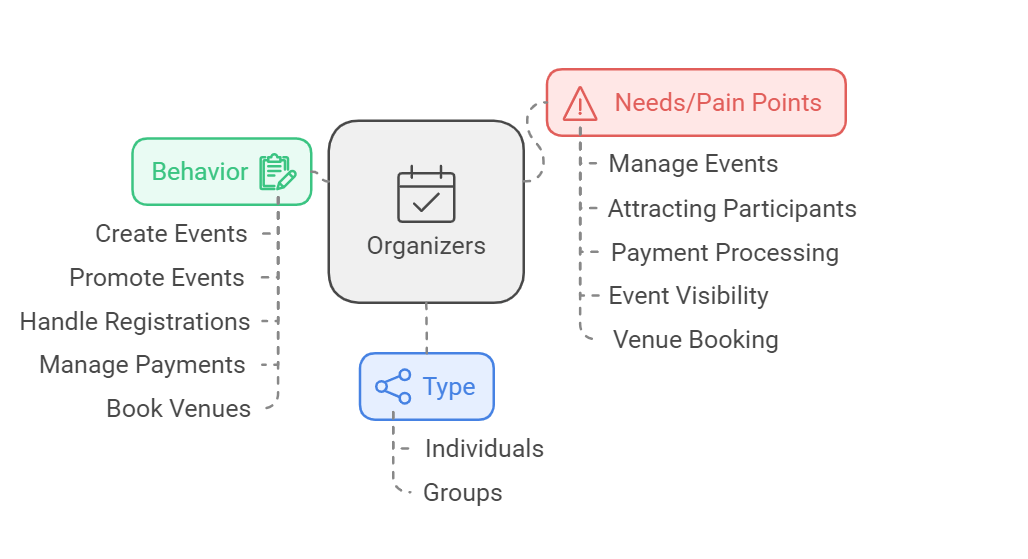 Organizers
Behavior
Create Events
Promote Events
Handle Registrations
Manage Payments
Book Venues
Needs/Pain Points
Manage Events
Attracting Participants
Payment Processing
Event Visibility
Venue Booking
Type
Individuals
Groups